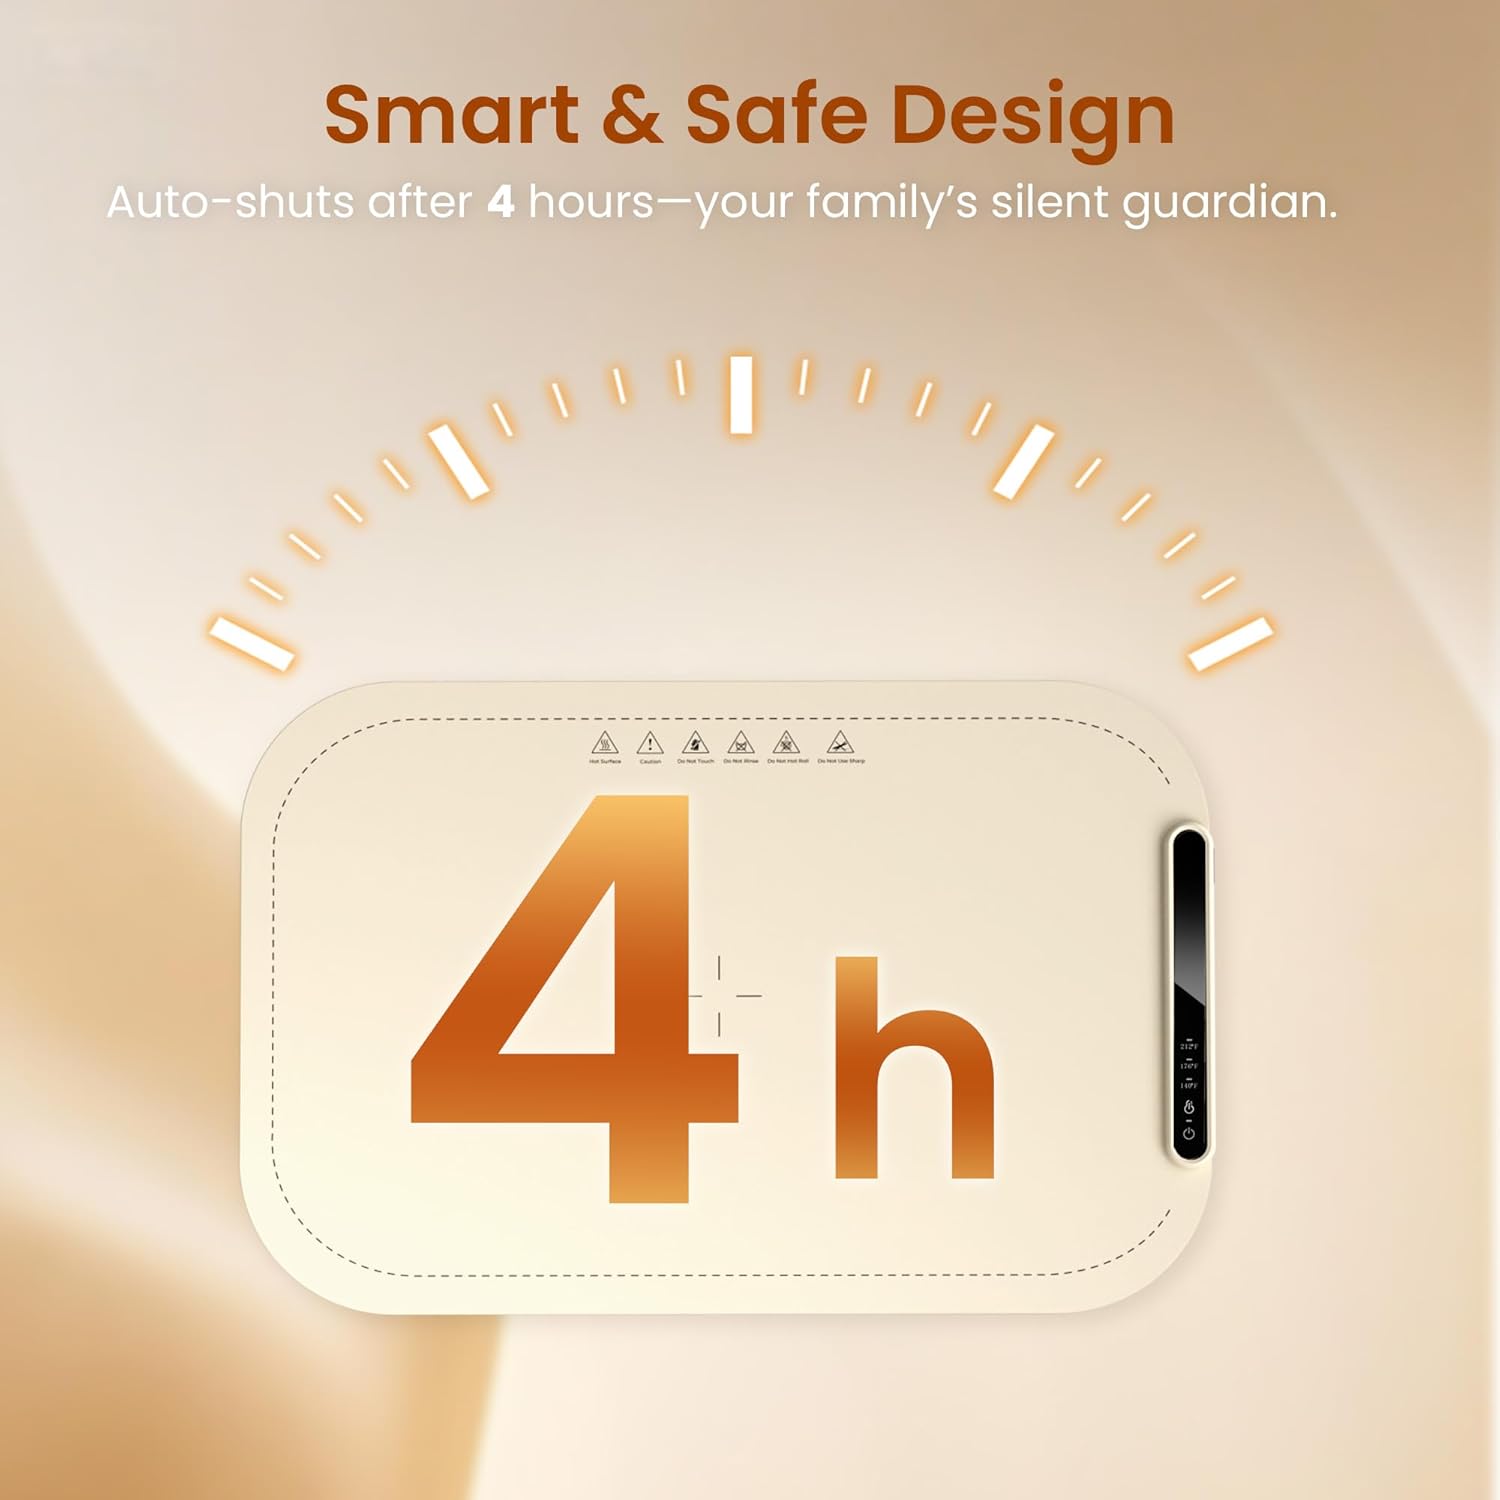 Smart & Safe Design
Auto-shuts after 4 hours—your family’s silent guardian.
Hot Surface Caution Do Not Touch Do Not Rinse Do Not Hot Roll Do Not Use Sharp
4 h
212°F
176°F
140°F